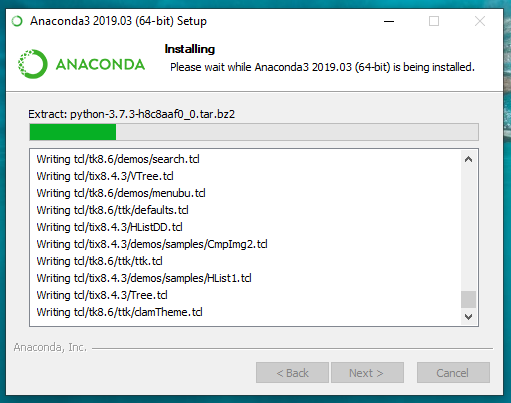 Anaconda3 2019.03 (64-bit) Setup
Installing
Please wait while Anaconda3 2019.03 (64-bit) is being installed.
ANACONDA
Extract: python-3.7.3-h8c8aaf0_0.tar.bz2
Writing tcl/tk8.6/demos/search.tcl
Writing tcl/tix8.4.3/VTree.tcl
Writing tcl/tk8.6/demos/menubu.tcl
Writing tcl/tk8.6/ttk/defaults.tcl
Writing tcl/tix8.4.3/HListDD.tcl
Writing tcl/tix8.4.3/demos/samples/CmpImg2.tcl
Writing tcl/tk8.6/ttk/ttk.tcl
Writing tcl/tix8.4.3/demos/samples/HList1.tcl
Writing tcl/tix8.4.3/Tree.tcl
Writing tcl/tk8.6/ttk/clamTheme.tcl
Anaconda, Inc.
< Back Next > Cancel